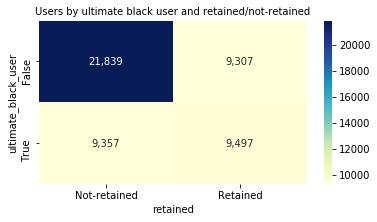 Users by ultimate black user and retained/not-retained
ultimate_black_user
False
True
21,839
9,307
9,357
9,497
Not-retained
Retained
retained
20000
18000
16000
14000
12000
10000